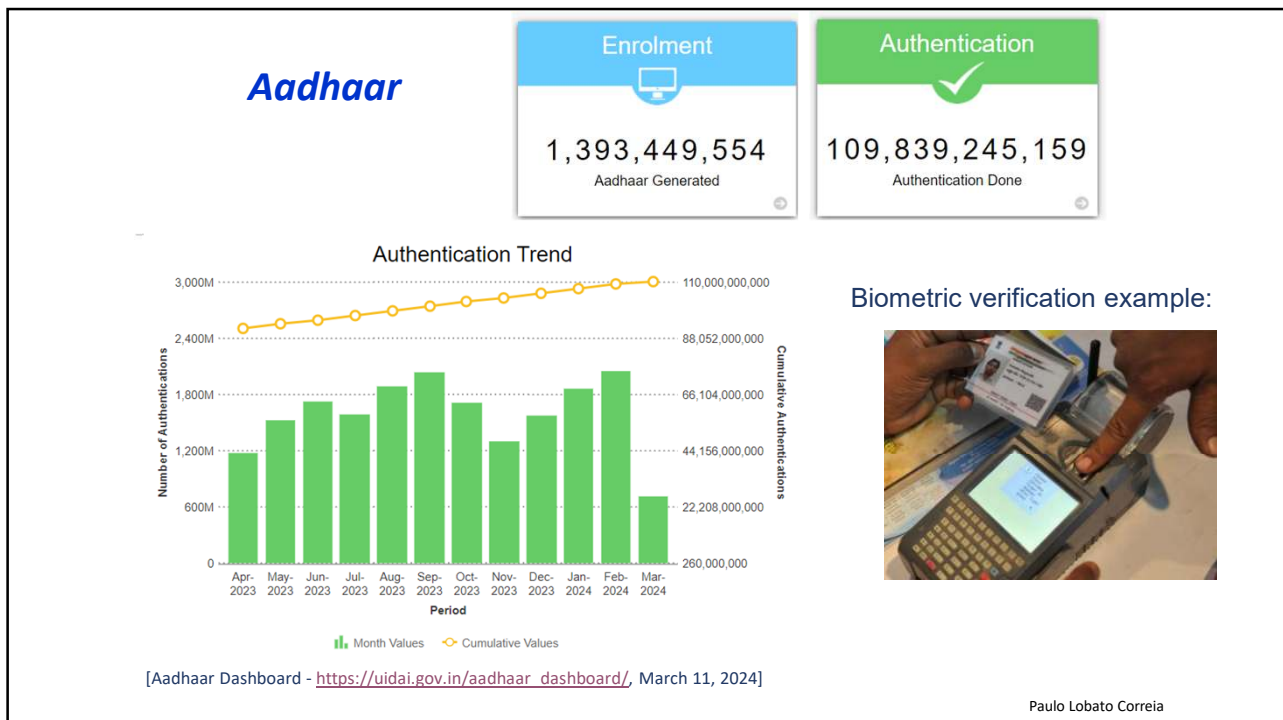 Aadhaar
Enrolment
1,393,449,554
Aadhaar Generated
Authentication
109,839,245,159
Authentication Done
Authentication Trend
Number of Authentications
3,000M
2,400M
1,800M
1,200M
600M
0
110,000,000,000
88,052,000,000
66,104,000,000
44,156,000,000
22,208,000,000
260,000,000
Cumulative Authentications
Apr-2023 May-2023 Jun-2023 Jul-2023 Aug-2023 Sep-2023 Oct-2023 Nov-2023 Dec-2023 Jan-2024 Feb-2024 Mar-2024
Period
Month Values Cumulative Values
Biometric verification example:
[Aadhaar Dashboard - https://uidai.gov.in/aadhaar_dashboard/, March 11, 2024]
Paulo Lobato Correia